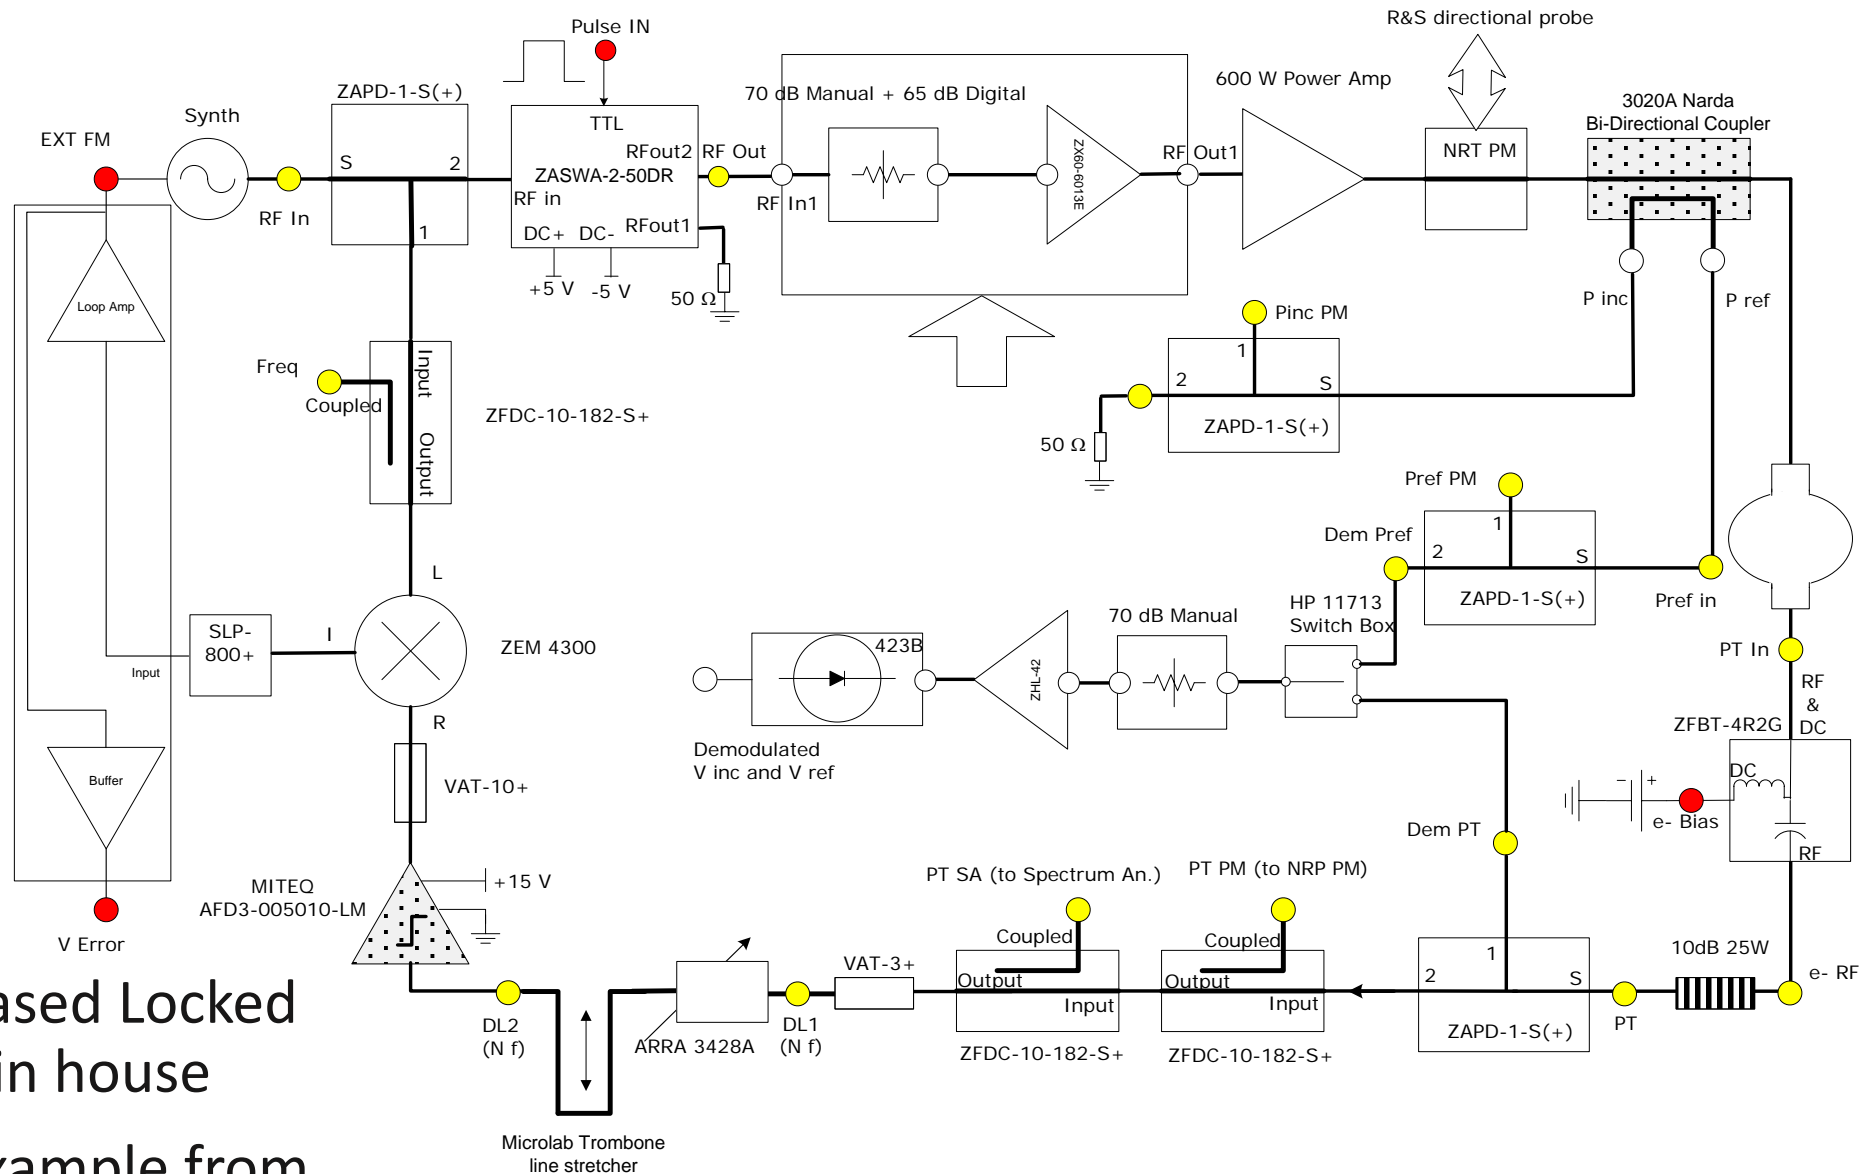 R&S directional probe
Pulse IN
600 W Power Amp
ZAPD-1-S(+)
70 dB Manual + 65 dB Digital
3020A Narda
Bi-Directional Coupler
Synth
EXT FM
TTL
S
2
RFout2
RF Out
ZX60-6013E
RF Out1
NRT PM
ZASWA-2-50DR
RF in
RF In
RF In1
1
DC+
DC-
RFout1
+5 V
-5 V
50 Ω
P inc
P ref
Loop Amp
Pinc PM
1
2
S
ZAPD-1-S(+)
50 Ω
Freq
Coupled
Input
Output
ZFDC-10-182-S+
Pref PM
1
Dem Pref
2
S
ZAPD-1-S(+)
Pref in
L
HP 11713
Switch Box
70 dB Manual
SLP-
800+
I
ZEM 4300
423B
ZHL-42
PT In
Input
RF
&
DC
R
ZFBT-4R2G
Demodulated
V inc and V ref
DC
Buffer
VAT-10+
-
+
e- Bias
Dem PT
RF
MITEQ
AFD3-005010-LM
+15 V
PT SA (to Spectrum An.)
PT PM (to NRP PM)
V Error
Coupled
Coupled
1
10dB 25W
VAT-3+
Output
Input
Output
Input
2
S
e- RF
PT
DL2
(N f)
ARRA 3428A
DL1
(N f)
ZFDC-10-182-S+
ZFDC-10-182-S+
ZAPD-1-S(+)
ased Locked
in house
Microlab Trombone
line stretcher
xample from